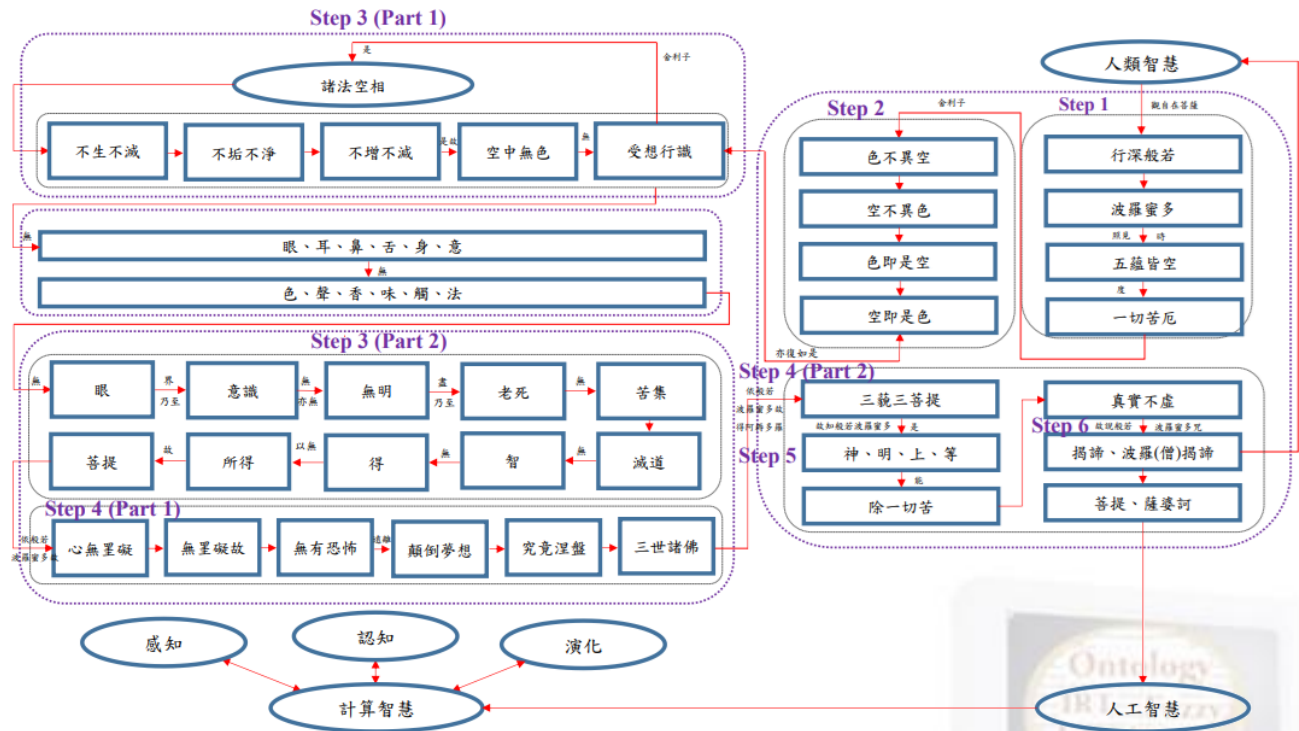 Step 3 (Part 1)
是
舍利子
諸法空相
不生不滅
不垢不淨
不增不減
是故
空中無色
無
受想行識
無
眼、耳、鼻、舌、身、意
無
色、聲、香、味、觸、法
人類智慧
觀自在菩薩
Step 1
行深般若
波羅蜜多
照見
時
五蘊皆空
度
一切苦厄
Step 2
舍利子
色不異空
空不異色
色即是空
空即是色
亦復如是
Step 3 (Part 2)
無
眼
界
乃至
意識
無
亦無
無明
盡
乃至
老死
無
苦集
滅道
無
智
無
得
以無
所得
故
菩提
Step 4 (Part 1)
依般若
波羅蜜多故
心無罣礙
無罣礙故
無有恐怖
遠離
顛倒夢想
究竟涅盤
三世諸佛
Step 4 (Part 2)
依般若
波羅蜜多故
得阿耨多羅
三藐三菩提
故知般若波羅蜜多
是
Step 5
神、明、上、等
能
除一切苦
真實不虛
Step 6
故說般若
波羅蜜多咒
揭諦、波羅(僧)揭諦
菩提、薩婆訶
感知
認知
演化
計算智慧
人工智慧
Ontology